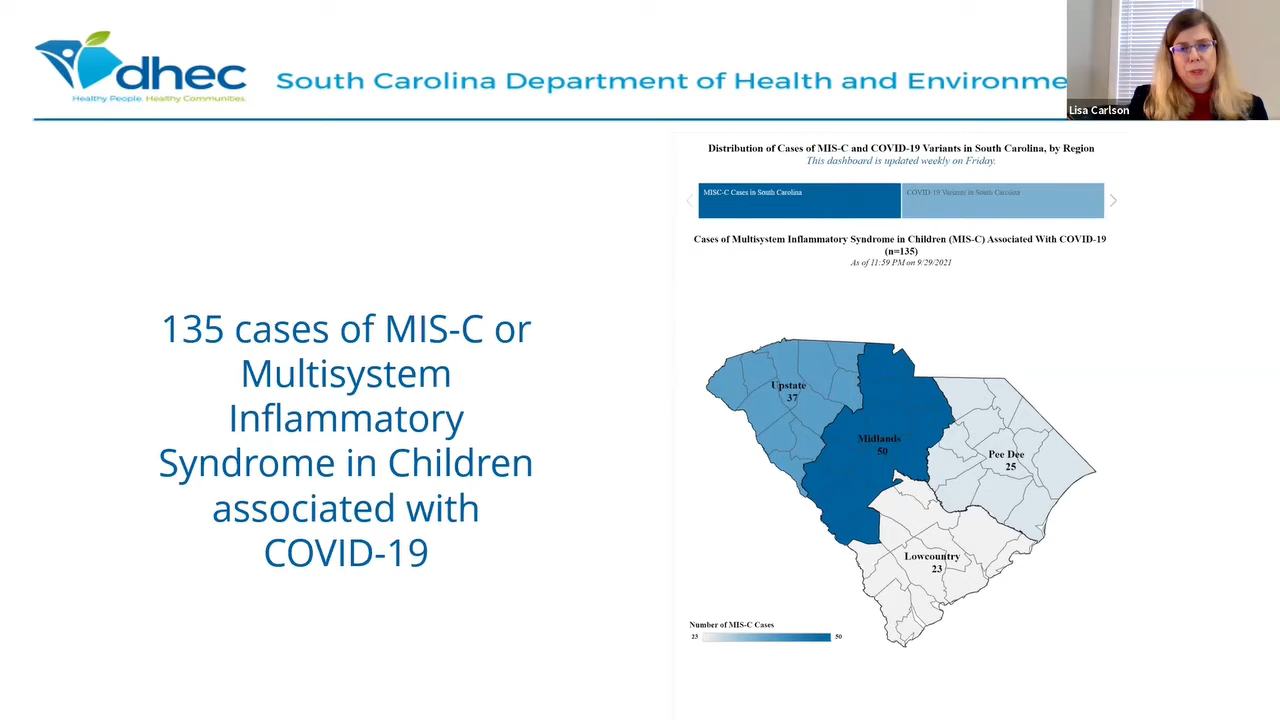 dhec
Healthy People. Healthy Communities.
South Carolina Department of Health and Environme
Lisa Carlson
135 cases of MIS-C or
Multisystem
Inflammatory
Syndrome in Children
associated with
COVID-19
Distribution of Cases of MIS-C and COVID-19 Variants in South Carolina, by Region
This dashboard is updated weekly on Friday.
MISC-C Cases in South Carolina
COVID-19 Variants in South Carolina
Cases of Multisystem Inflammatory Syndrome in Children (MIS-C) Associated With COVID-19
(n=135)
As of 11:59 PM on 9/29/2021
Upstate
37
Midlands
50
Pee Dee
25
Lowcountry
23
Number of MIS-C Cases
23
50